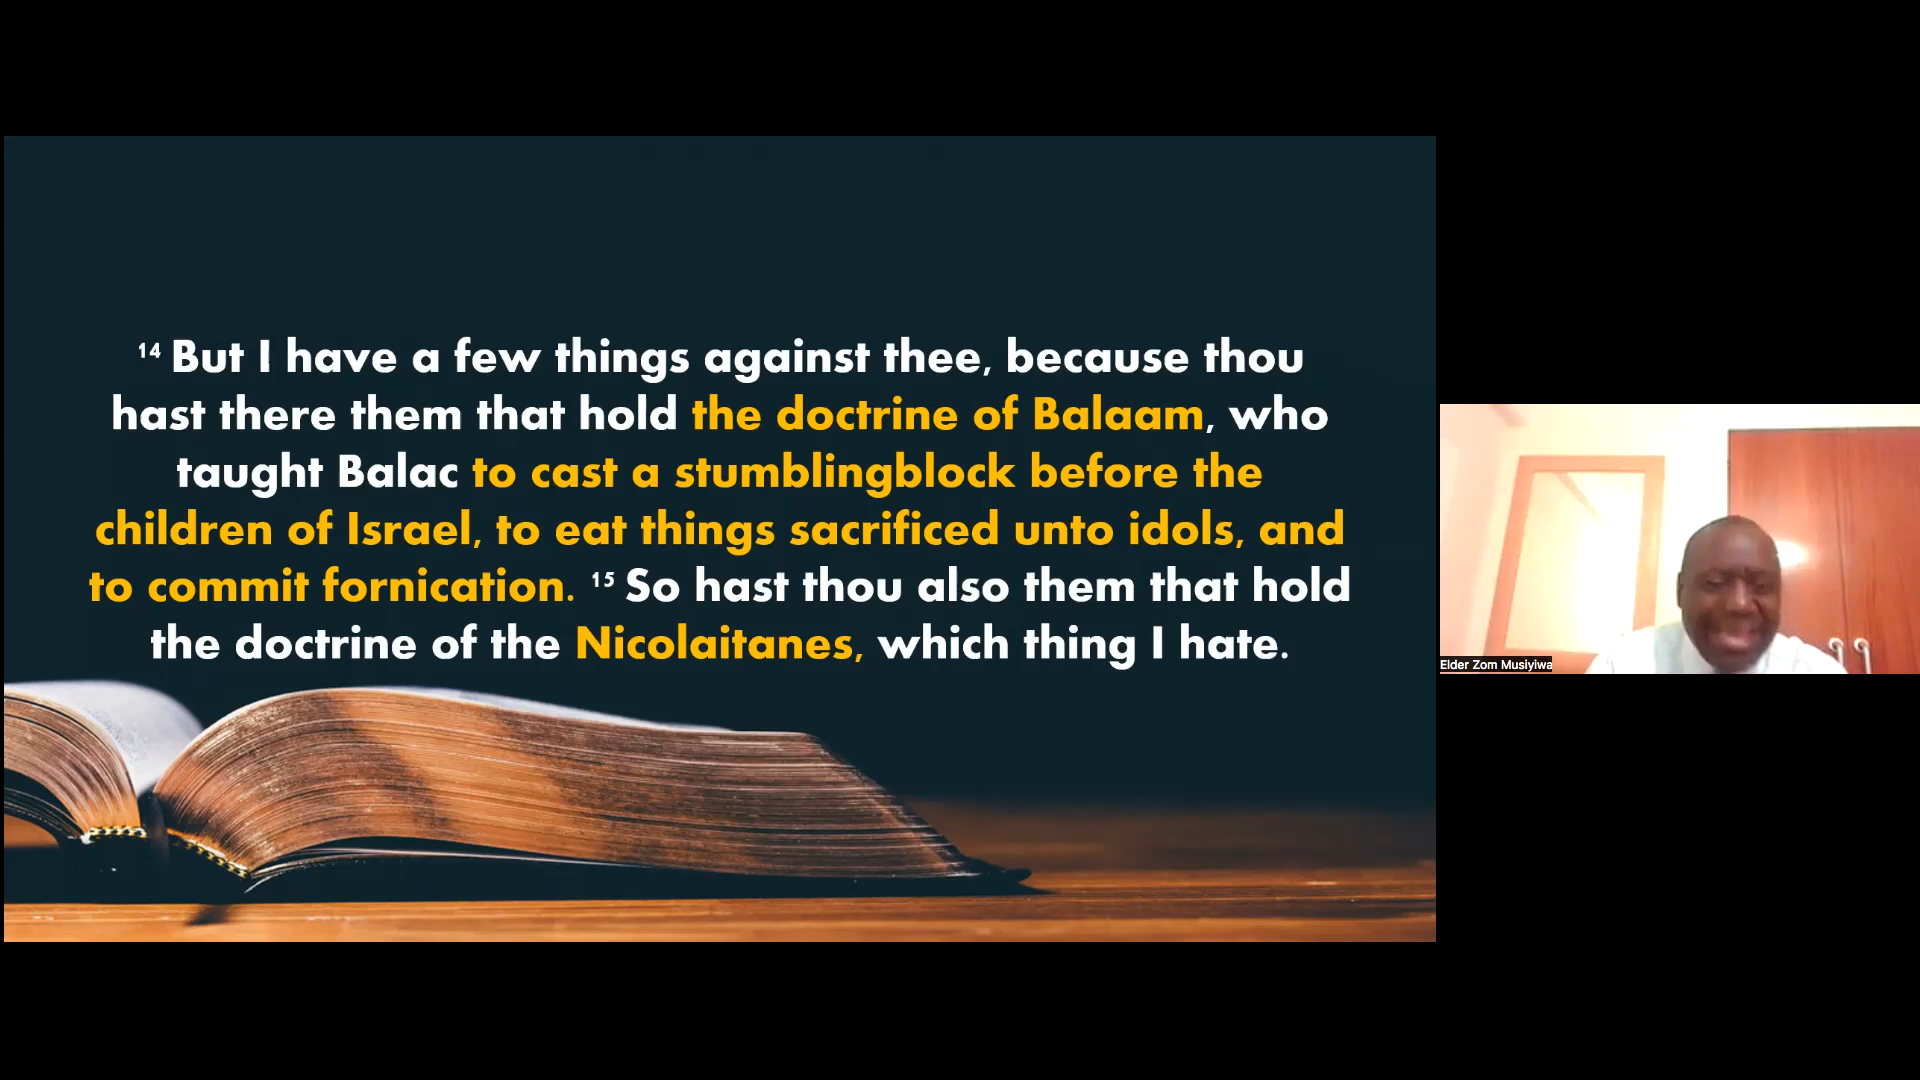 14 But I have a few things against thee, because thou
hast there them that hold the doctrine of Balaam, who
taught Balac to cast a stumblingblock before the
children of Israel, to eat things sacrificed unto idols, and
to commit fornication. 15 So hast thou also them that hold
the doctrine of the Nicolaitanes, which thing I hate.
Elder Zom Musiyiwa